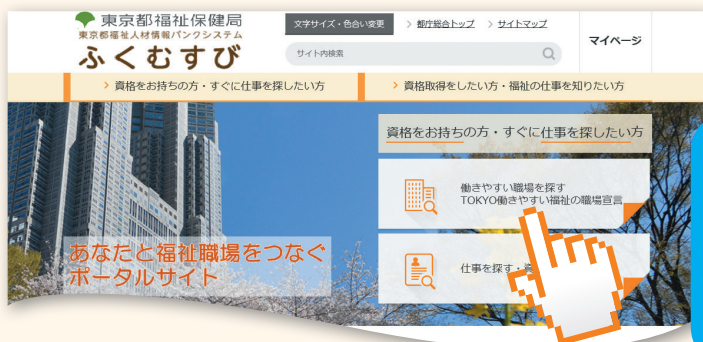 東京都福祉保健局
東京都福祉人材情報バンクシステム
ふくむすび
文字サイズ・色合い変更
> 都庁総合トップ
> サイトマップ
サイト内検索
マイページ
> 資格をお持ちの方・すぐに仕事を探したい方
> 資格取得をしたい方・福祉の仕事を知りたい方
資格をお持ちの方・すぐに仕事を探したい方
働きやすい職場を探す
TOKYO働きやすい福祉の職場宣言
あなたと福祉職場をつなぐ
ポータルサイト
仕事を探す・